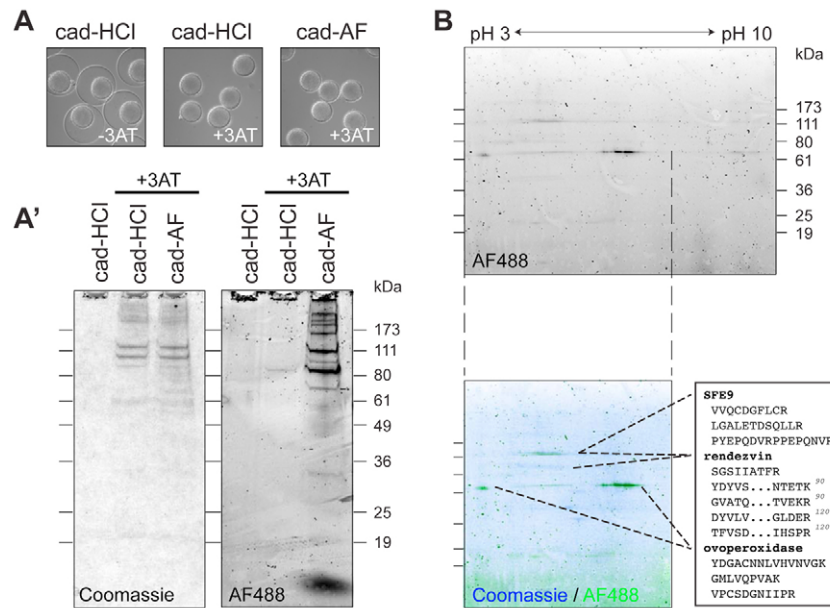 A
cad-HCl cad-HCl cad-AF
-3AT +3AT +3AT
A'
+3AT +3AT
cad-HCl cad-HCl cad-AF cad-HCl cad-HCl cad-AF
kDa
173
111
80
61
49
36
25
19
Coomassie AF488
B
pH 3 pH 10
kDa
173
111
80
61
36
25
19
AF488
SFE9
VVQCDGFLCR
LGALETDSQLLR
PYEPQDVRPPEPQNVR
rendezvin
SGSIIATFR
YDYVS...NTETK 90
GVATQ...TVEKR 90
DYVLV...GLDER 120
TFVSD...IHSPR 120
ovoperoxidase
YDGACNNLVHVNVGK
GMLVQPVAK
VPCSDGNIIPR
Coomassie / AF488